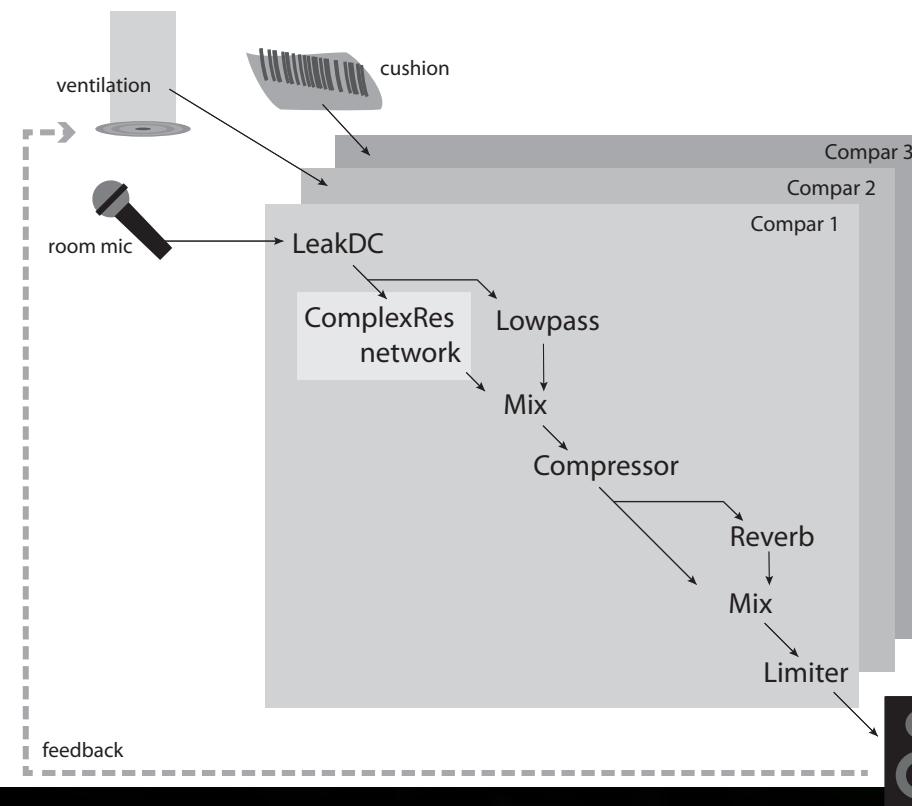 cushion
ventilation
Compar 3
Compar 2
Compar 1
room mic
LeakDC
ComplexRes
network
Lowpass
Mix
Compressor
Reverb
Mix
Limiter
feedback